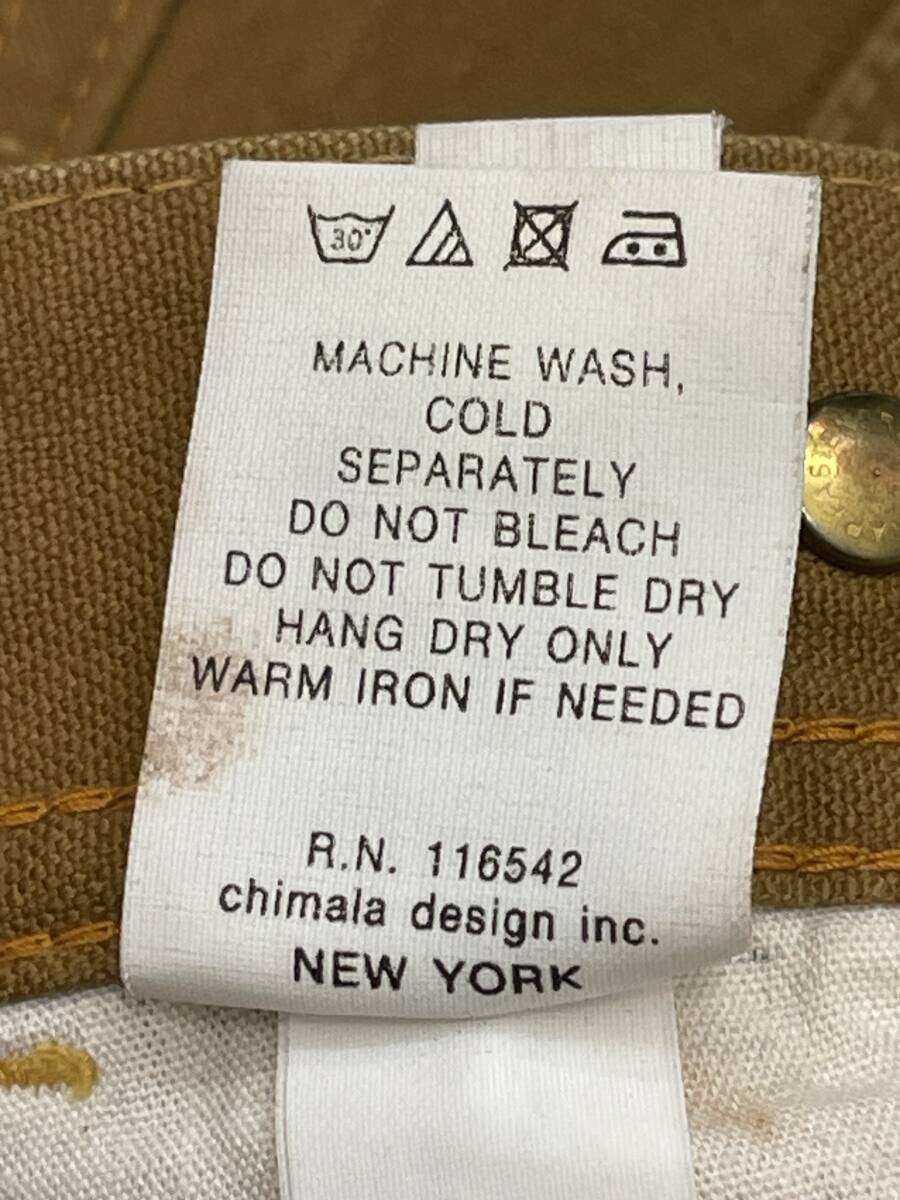 30°
MACHINE WASH,
COLD
SEPARATELY
DO NOT BLEACH
DO NOT TUMBLE DRY
HANG DRY ONLY
WARM IRON IF NEEDED
R.N. 116542
chimala design inc.
NEW YORK